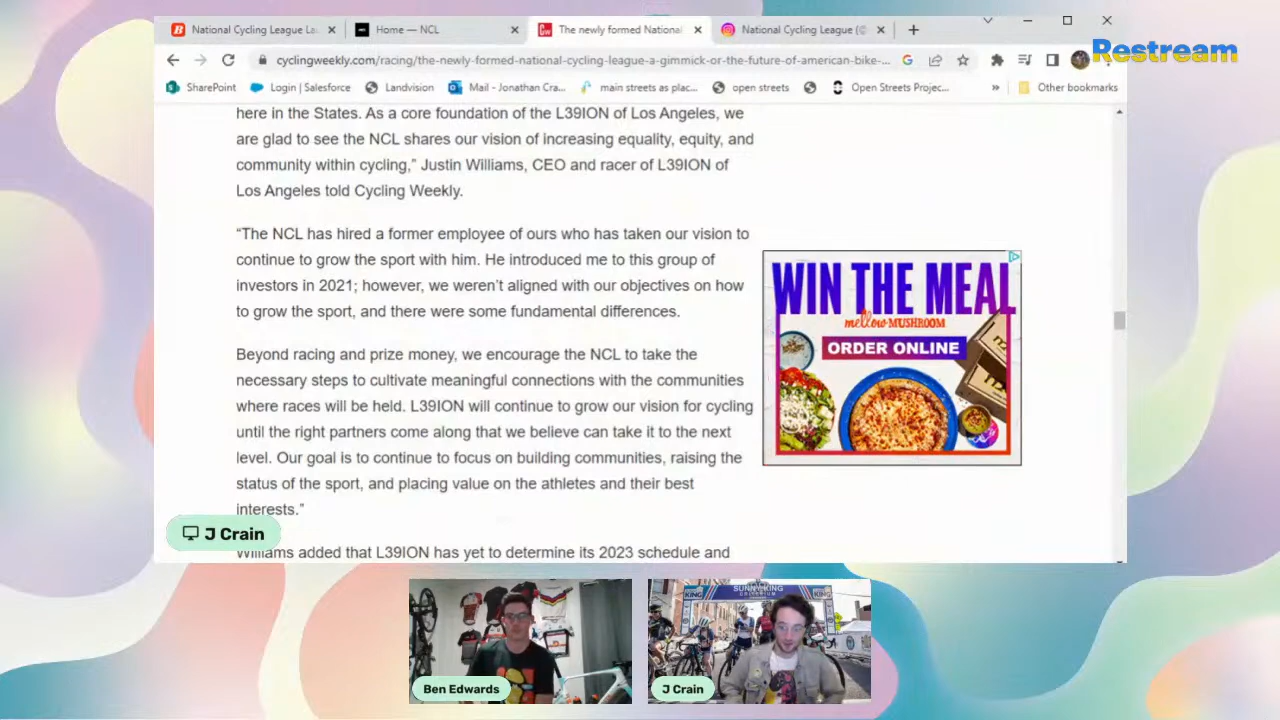 National Cycling League La
Home — NCL
The newly formed National
National Cycling League (@
Restream
cyclingweekly.com/racing/the-newly-formed-national-cycling-league-a-gimmick-or-the-future-of-american-bike-...
SharePoint
Login | Salesforce
Landvision
Mail - Jonathan Cra...
main streets as plac...
open streets
Open Streets Projec...
»
Other bookmarks
here in the States. As a core foundation of the L39ION of Los Angeles, we
are glad to see the NCL shares our vision of increasing equality, equity, and
community within cycling,” Justin Williams, CEO and racer of L39ION of
Los Angeles told Cycling Weekly.
“The NCL has hired a former employee of ours who has taken our vision to
continue to grow the sport with him. He introduced me to this group of
investors in 2021; however, we weren’t aligned with our objectives on how
to grow the sport, and there were some fundamental differences.
Beyond racing and prize money, we encourage the NCL to take the
necessary steps to cultivate meaningful connections with the communities
where races will be held. L39ION will continue to grow our vision for cycling
until the right partners come along that we believe can take it to the next
level. Our goal is to continue to focus on building communities, raising the
status of the sport, and placing value on the athletes and their best
interests.”
Williams added that L39ION has yet to determine its 2023 schedule and
WIN THE MEAL
mellow MUSHROOM
ORDER ONLINE
J Crain
SUNNY KING
CRITERIUM
KING
Ben Edwards
J Crain